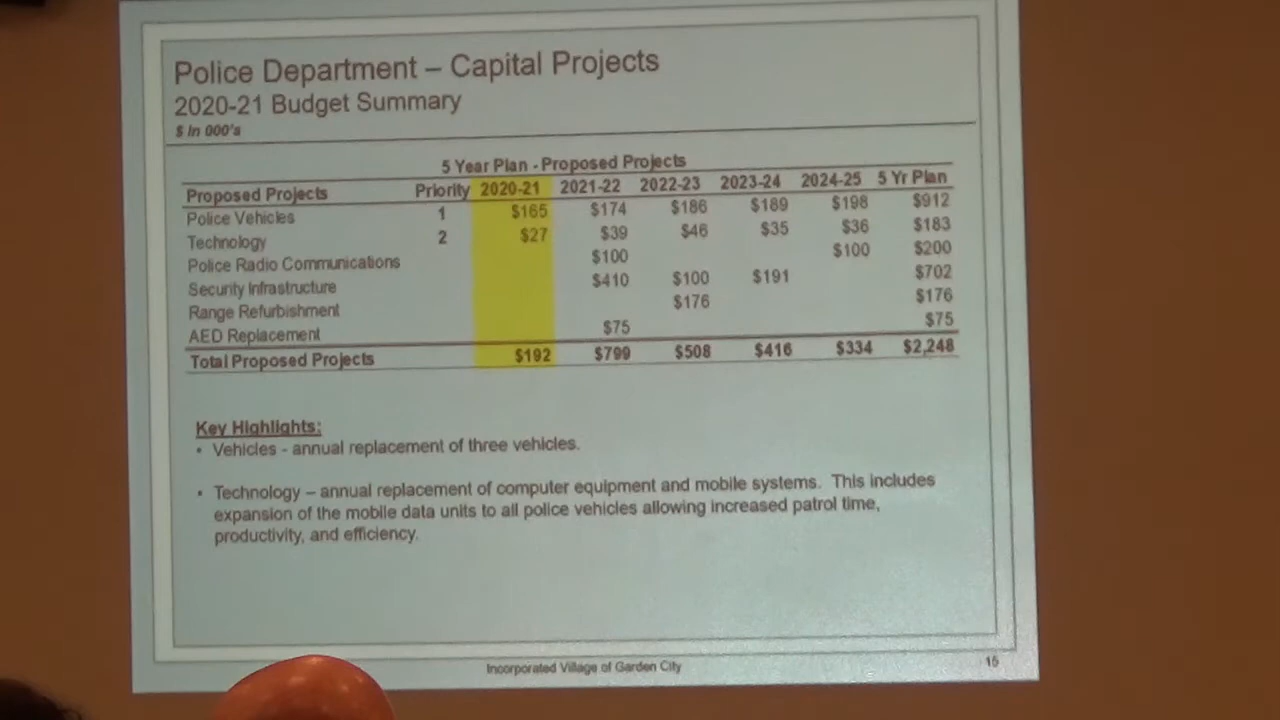 Police Department – Capital Projects
2020-21 Budget Summary
$ in 000's
5 Year Plan - Proposed Projects
Proposed Projects Priority 2020-21 2021-22 2022-23 2023-24 2024-25 5 Yr Plan
Police Vehicles 1 $165 $174 $186 $189 $198 $912
Technology 2 $27 $39 $46 $35 $36 $183
Police Radio Communications $100 $100 $200
Security Infrastructure $410 $100 $191 $702
Range Refurbishment $176 $176
AED Replacement $75 $75
Total Proposed Projects $192 $799 $508 $416 $334 $2,248
Key Highlights:
• Vehicles - annual replacement of three vehicles.
• Technology – annual replacement of computer equipment and mobile systems. This includes
expansion of the mobile data units to all police vehicles allowing increased patrol time,
productivity, and efficiency.
Incorporated Village of Garden City
15